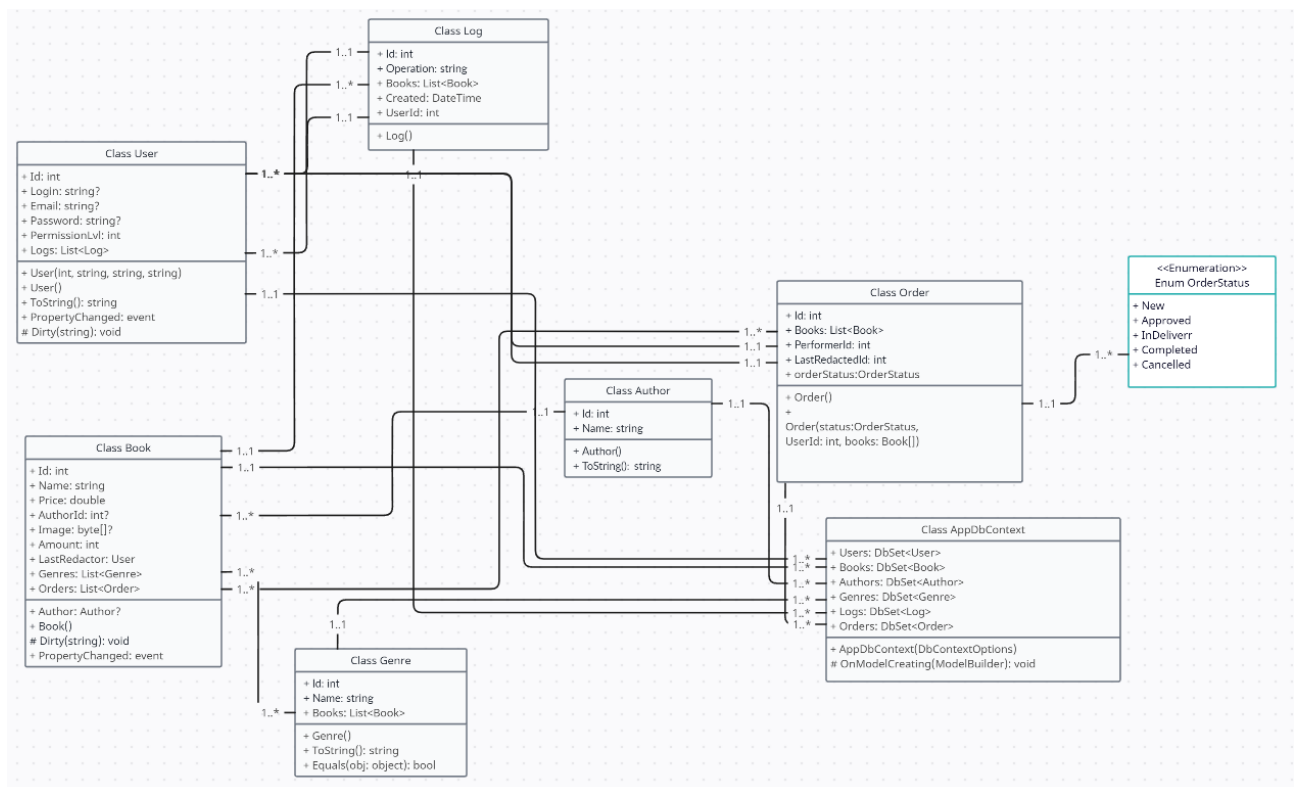 Class Log
+ Id: int
+ Operation: string
+ Books: List<Book>
+ Created: DateTime
+ UserId: int
+ Log()
1..1
1..*
1..1
1..1
Class User
+ Id: int
+ Login: string?
+ Email: string?
+ Password: string?
+ PermissionLvl: int
+ Logs: List<Log>
+ User(int, string, string, string)
+ User()
+ ToString(): string
+ PropertyChanged: event
# Dirty(string): void
1..*
1..*
1..1
<<Enumeration>>
Enum OrderStatus
+ New
+ Approved
+ InDeliverr
+ Completed
+ Cancelled
1..*
Class Order
+ Id: int
+ Books: List<Book>
+ PerformerId: int
+ LastRedactedId: int
+ orderStatus:OrderStatus
+ Order()
+
Order(status:OrderStatus,
UserId: int, books: Book[])
1..*
1..1
1..1
1..1
1..1
Class Author
+ Id: int
+ Name: string
+ Author()
+ ToString(): string
1..1
1..1
Class Book
+ Id: int
+ Name: string
+ Price: double
+ AuthorId: int?
+ Image: byte[]?
+ Amount: int
+ LastRedactor: User
+ Genres: List<Genre>
+ Orders: List<Order>
+ Author: Author?
+ Book()
# Dirty(string): void
+ PropertyChanged: event
1..1
1..1
1..*
1..*
1..*
Class AppDbContext
+ Users: DbSet<User>
+ Books: DbSet<Book>
+ Authors: DbSet<Author>
+ Genres: DbSet<Genre>
+ Logs: DbSet<Log>
+ Orders: DbSet<Order>
+ AppDbContext(DbContextOptions)
# OnModelCreating(ModelBuilder): void
1..*
1..*
1..*
1..*
1..*
1..*
1..1
Class Genre
+ Id: int
+ Name: string
+ Books: List<Book>
+ Genre()
+ ToString(): string
+ Equals(obj: object): bool
1..*